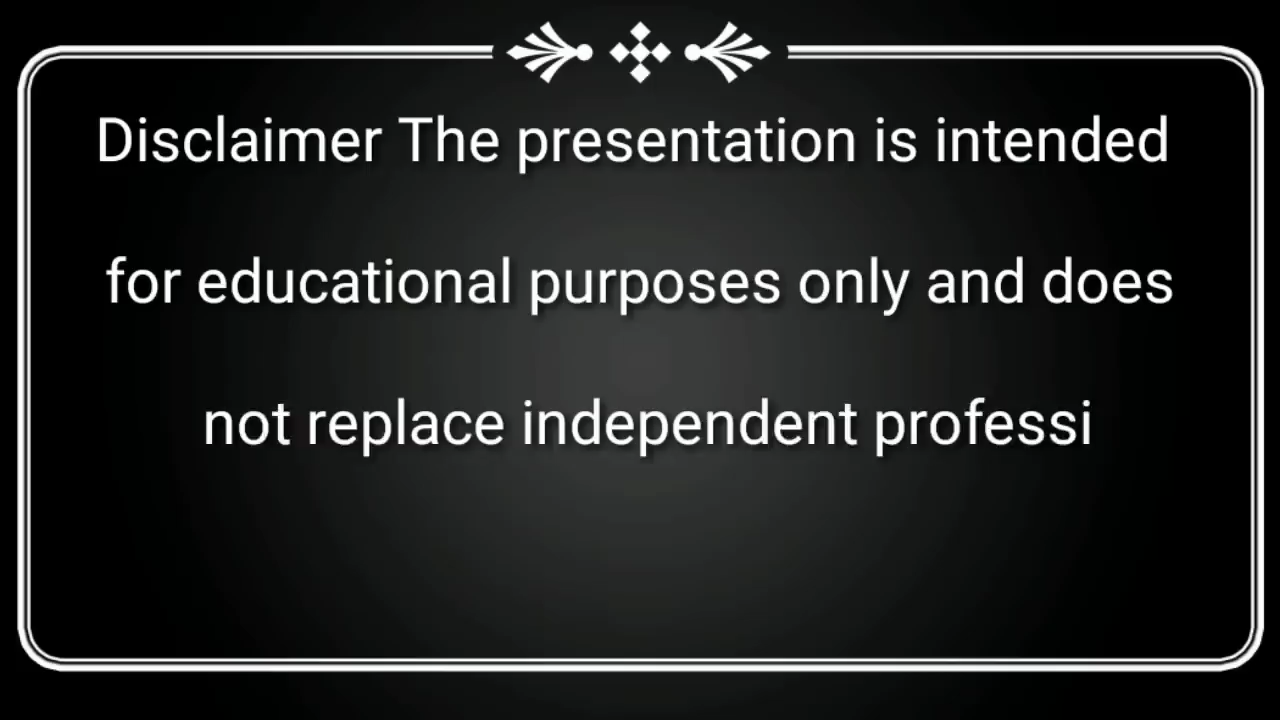 Disclaimer The presentation is intended
for educational purposes only and does
not replace independent professi